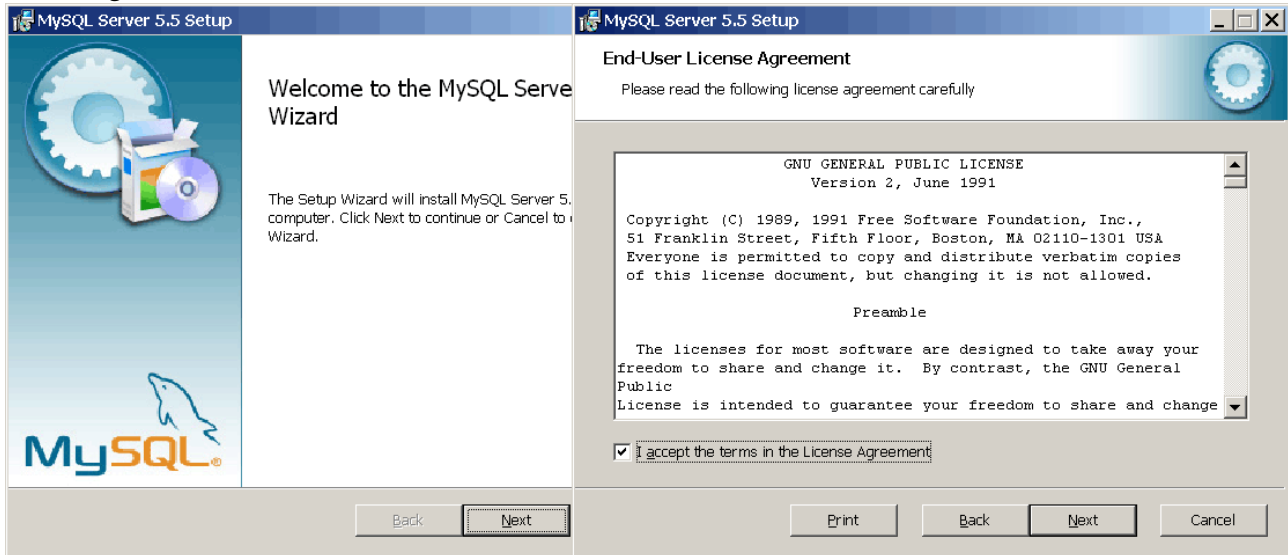 MySQL Server 5.5 Setup
Welcome to the MySQL Serve
Wizard
The Setup Wizard will install MySQL Server 5.
computer. Click Next to continue or Cancel to
Wizard.
MySQL®
Back
Next
MySQL Server 5.5 Setup
End-User License Agreement
Please read the following license agreement carefully
GNU GENERAL PUBLIC LICENSE
Version 2, June 1991
Copyright (C) 1989, 1991 Free Software Foundation, Inc.,
51 Franklin Street, Fifth Floor, Boston, MA 02110-1301 USA
Everyone is permitted to copy and distribute verbatim copies
of this license document, but changing it is not allowed.
Preamble
The licenses for most software are designed to take away your
freedom to share and change it.  By contrast, the GNU General
Public
License is intended to guarantee your freedom to share and change
I accept the terms in the License Agreement
Print
Back
Next
Cancel